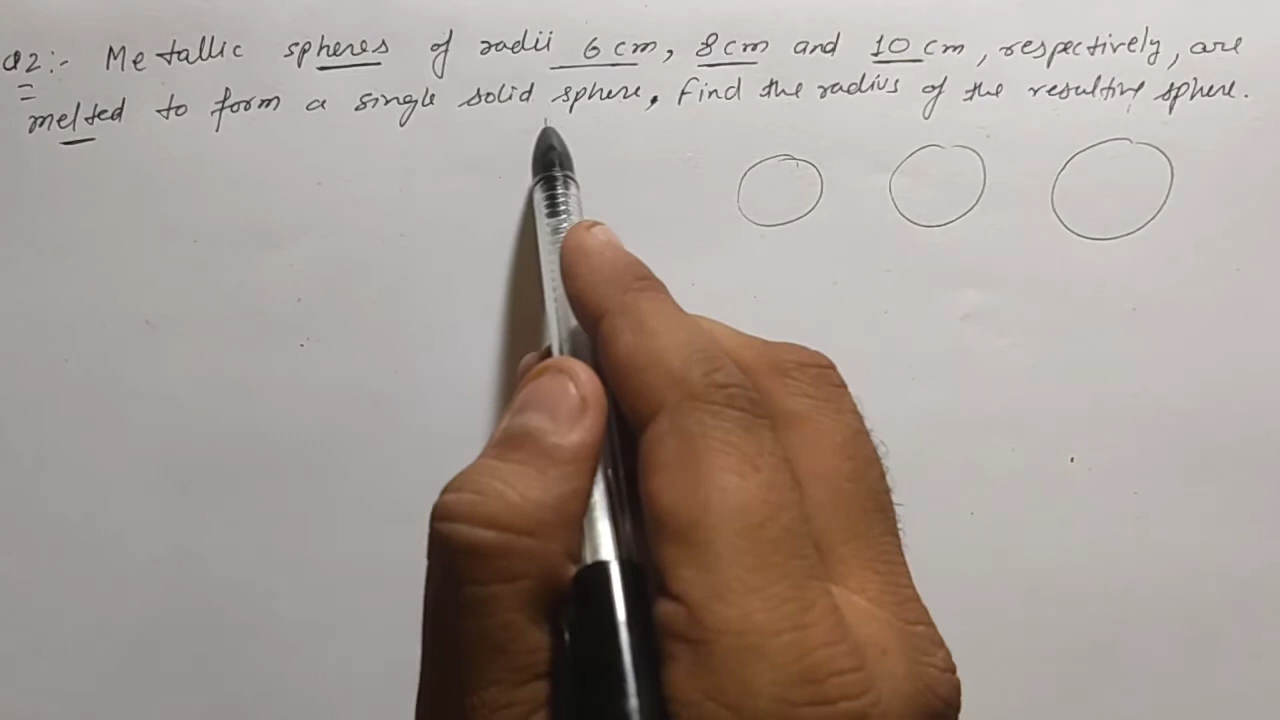 Q2:- Metallic spheres of radii 6 cm, 8 cm and 10 cm, respectively, are
melted to form a single solid sphere. Find the radius of the resulting sphere.